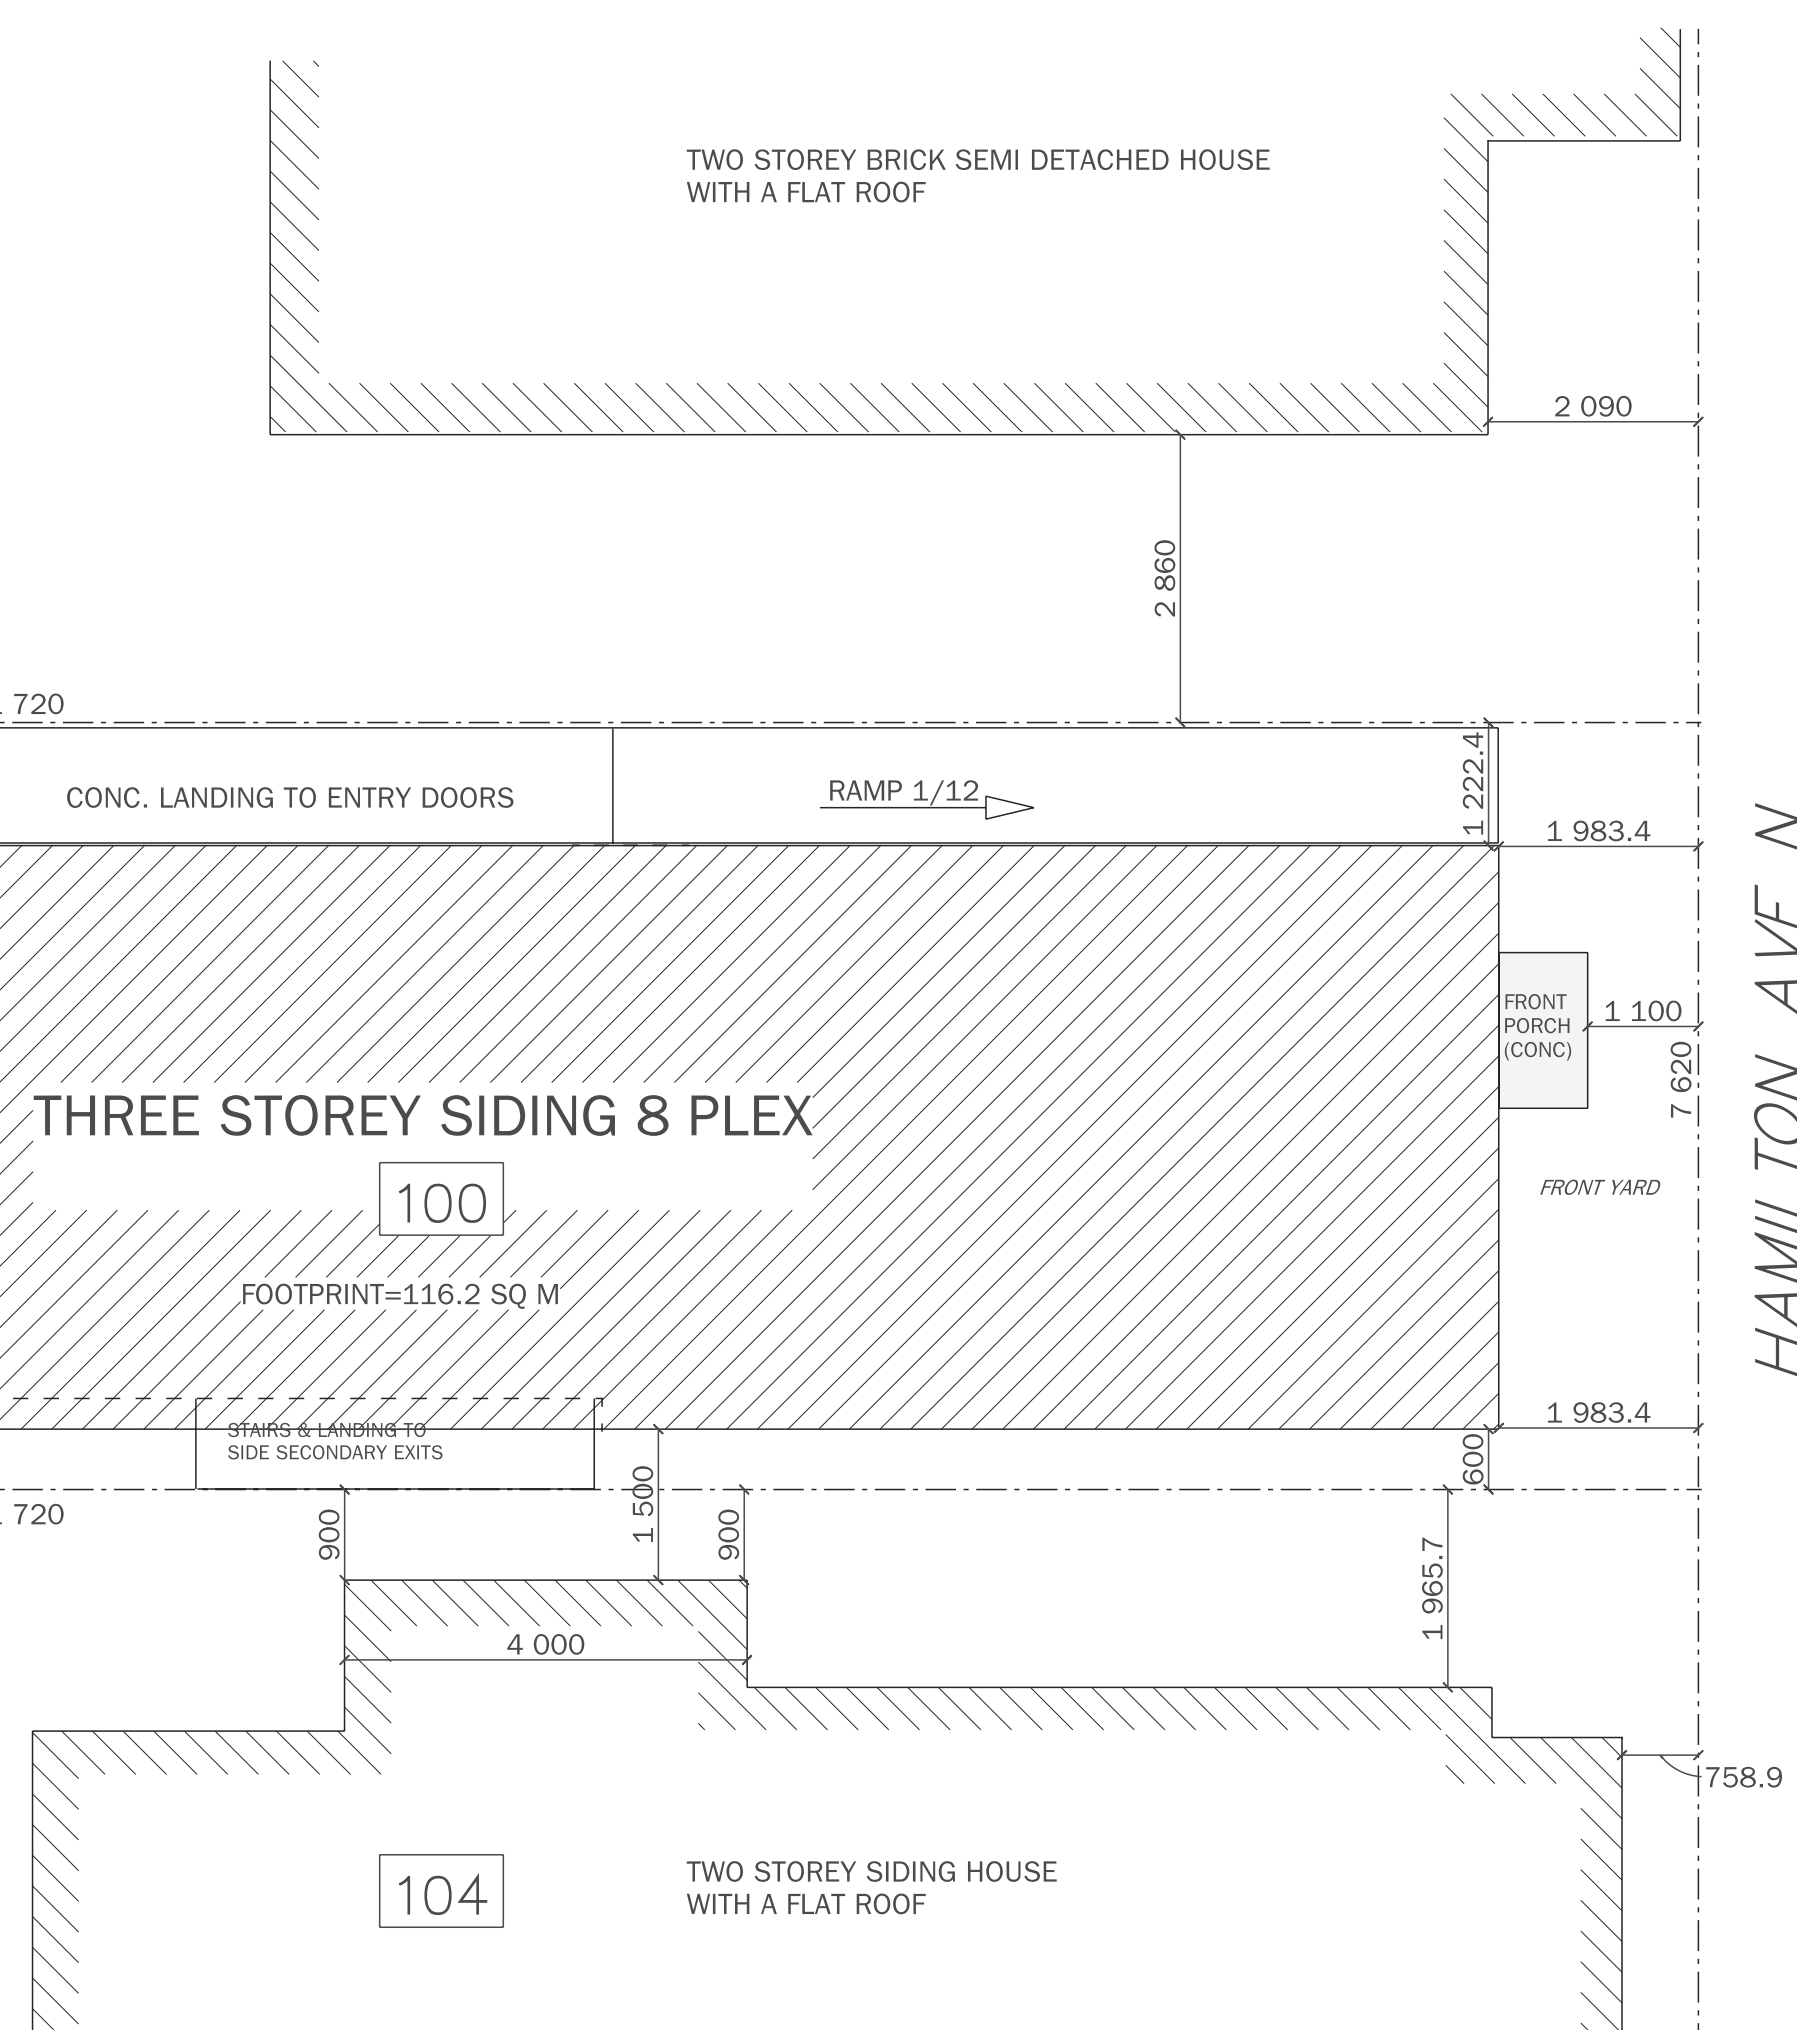 TWO STOREY BRICK SEMI DETACHED HOUSE
WITH A FLAT ROOF
2 090
2 860
720
CONC. LANDING TO ENTRY DOORS
RAMP 1/12
1 222.4
1 983.4
FRONT
PORCH
(CONC)
1 100
7 620
THREE STOREY SIDING 8 PLEX
100
FRONT YARD
FOOTPRINT=116.2 SQ M
HAMILTON AVE N
1 983.4
STAIRS & LANDING TO
SIDE SECONDARY EXITS
600
720
900
1 500
900
1 965.7
4 000
758.9
104
TWO STOREY SIDING HOUSE
WITH A FLAT ROOF